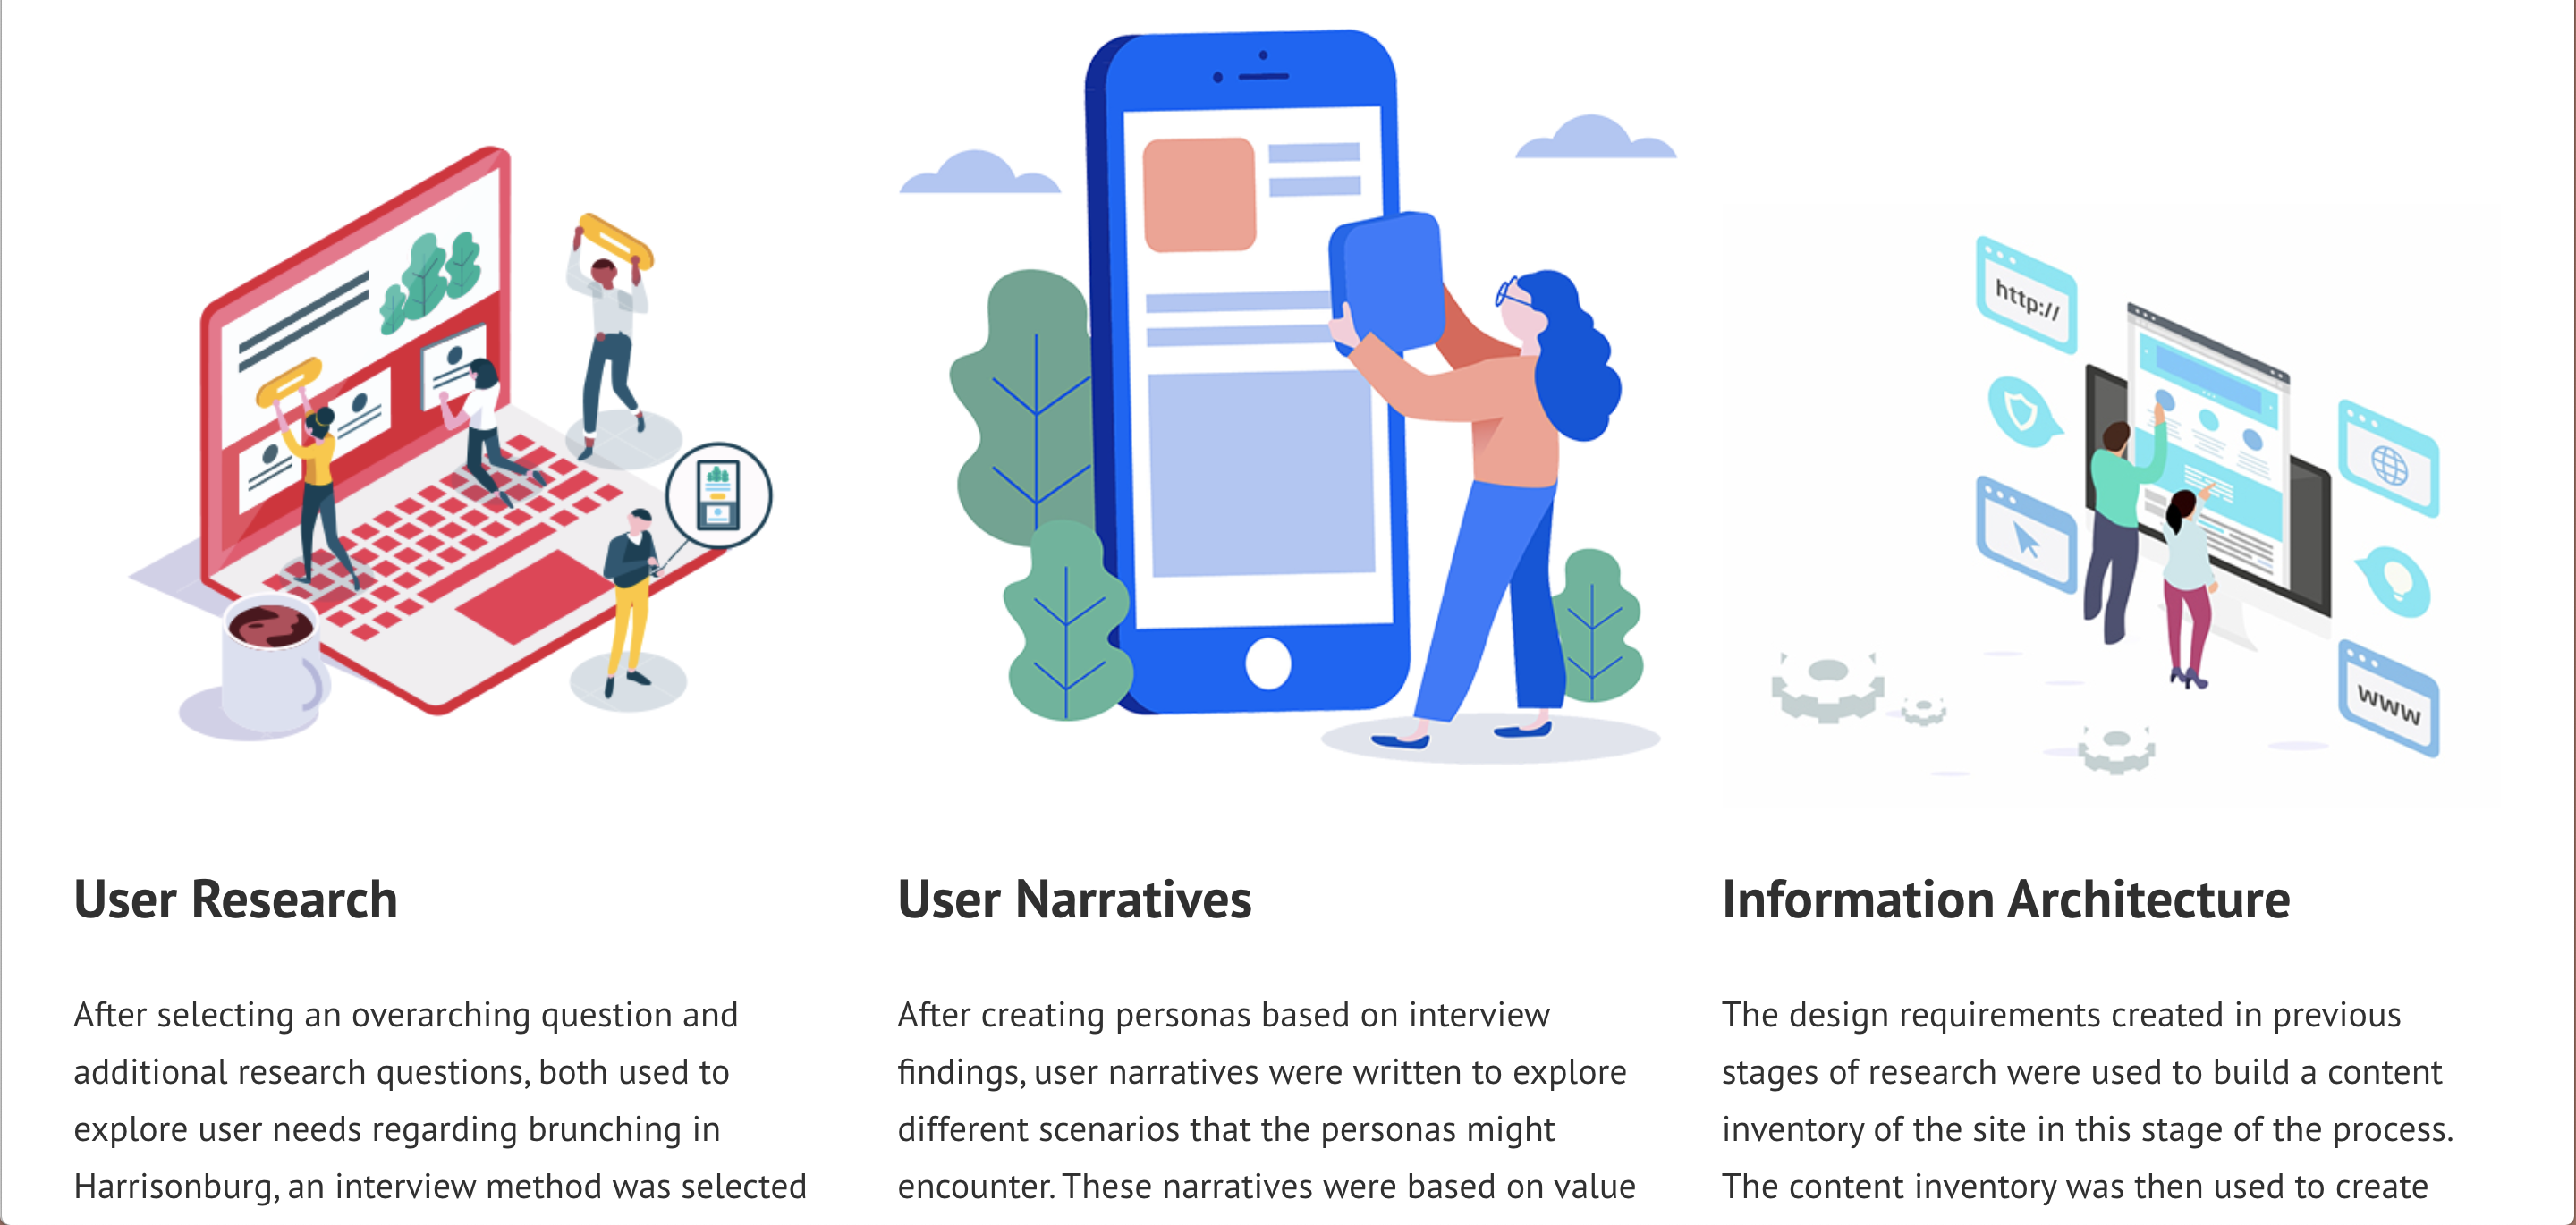 http://
www
User Research
After selecting an overarching question and
additional research questions, both used to
explore user needs regarding brunching in
Harrisonburg, an interview method was selected
User Narratives
After creating personas based on interview
findings, user narratives were written to explore
different scenarios that the personas might
encounter. These narratives were based on value
Information Architecture
The design requirements created in previous
stages of research were used to build a content
inventory of the site in this stage of the process.
The content inventory was then used to create